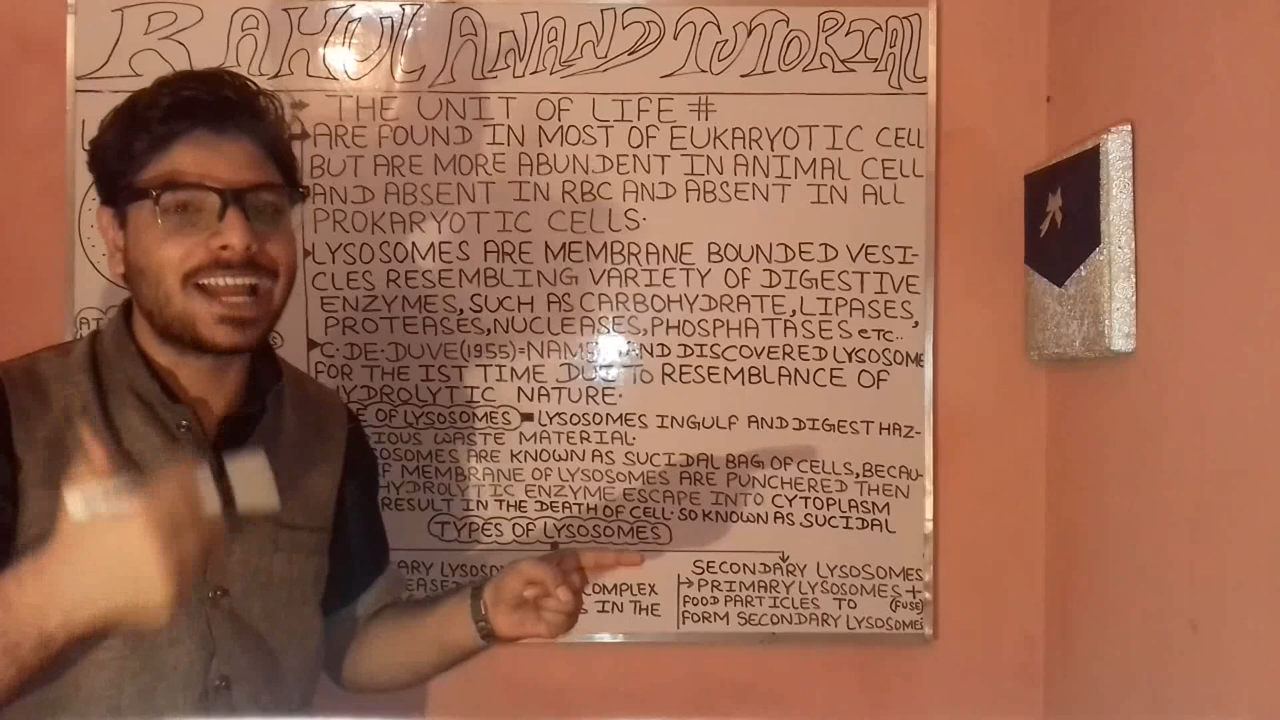 RAHUL ANAND TUTORIAL
THE UNIT OF LIFE #
ARE FOUND IN MOST OF EUKARYOTIC CELL
BUT ARE MORE ABUNDENT IN ANIMAL CELL
AND ABSENT IN RBC AND ABSENT IN ALL
PROKARYOTIC CELLS.
LYSOSOMES ARE MEMBRANE BOUNDED VESI-
CLES RESEMBLING VARIETY OF DIGESTIVE
ENZYMES, SUCH AS CARBOHYDRATE, LIPASES,
PROTEASES, NUCLEASES, PHOSPHATASES etc..
C. DE. DUVE (1955) = AND DISCOVERED LYSOSOME
FOR THE IST TIME DUE TO RESEMBLANCE OF
HYDROLYTIC NATURE.
OF LYSOSOMES = LYSOSOMES INGULF AND DIGEST HAZ-
IOUS WASTE MATERIAL.
OSOMES ARE KNOWN AS SUCIDAL BAG OF CELLS, BECAU-
MEMBRANE OF LYSOSOMES ARE PUNCHERED THEN
HYDROLYTIC ENZYME ESCAPE INTO CYTOPLASM
RESULT IN THE DEATH OF CELL. SO KNOWN AS SUCIDAL
TYPES OF LYSOSOMES
SECONDARY LYSOSOMES
COMPLEX
IN THE
→ PRIMARY LYSOSOMES +
FOOD PARTICLES TO (FUSE)
FORM SECONDARY LYSOSOMES